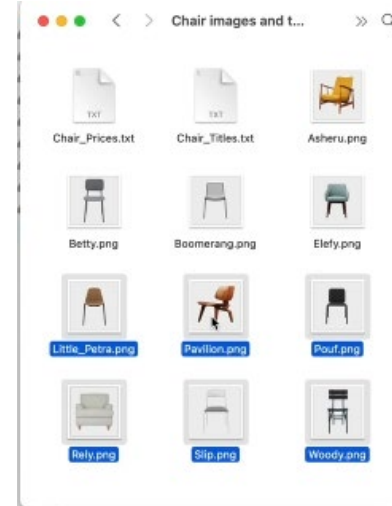 Chair images and t...
TXT
TXT
Chair_Prices.txt
Chair_Titles.txt
Asheru.png
Betty.png
Boomerang.png
Elefy.png
Little_Petra.png
Pavilion.png
Pouf.png
Rely.png
Slip.png
Woody.png